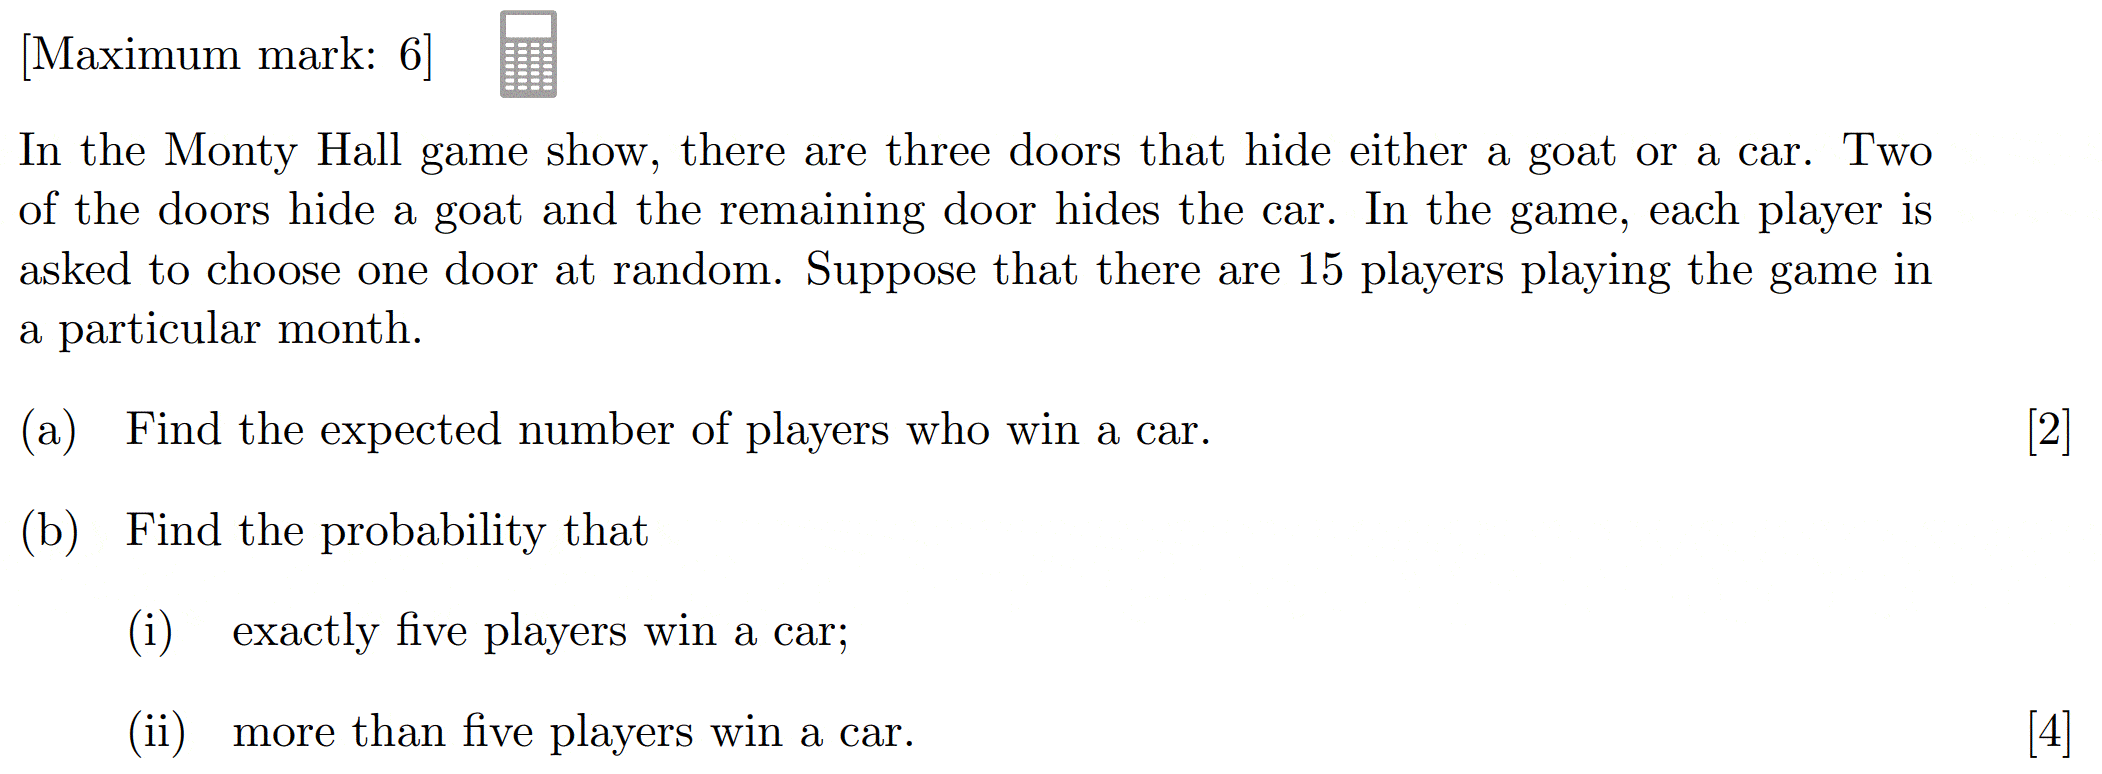 [Maximum mark: 6]
In the Monty Hall game show, there are three doors that hide either a goat or a car. Two
of the doors hide a goat and the remaining door hides the car. In the game, each player is
asked to choose one door at random. Suppose that there are 15 players playing the game in
a particular month.
(a) Find the expected number of players who win a car. [2]
(b) Find the probability that
(i) exactly five players win a car;
(ii) more than five players win a car. [4]